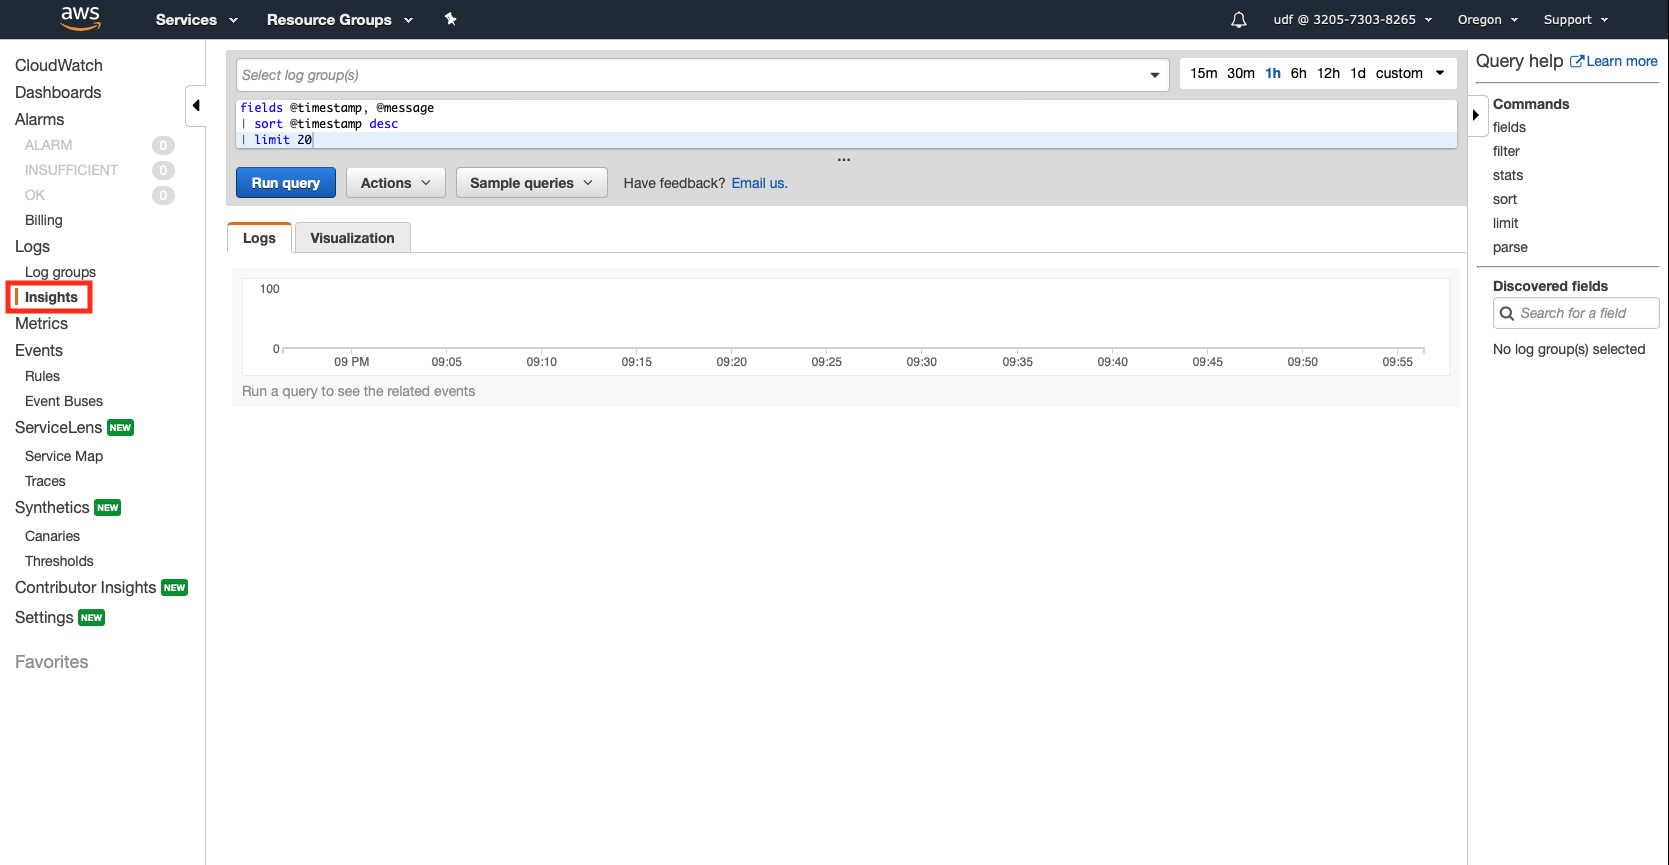 aws Services Resource Groups udf @ 3205-7303-8265 Oregon Support
CloudWatch
Dashboards
Alarms
ALARM 0
INSUFFICIENT 0
OK 0
Billing
Logs
Log groups
Insights
Metrics
Events
Rules
Event Buses
ServiceLens NEW
Service Map
Traces
Synthetics NEW
Canaries
Thresholds
Contributor Insights NEW
Settings NEW
Favorites
Select log group(s)
15m 30m 1h 6h 12h 1d custom
fields @timestamp, @message
| sort @timestamp desc
| limit 20
...
Run query Actions Sample queries Have feedback? Email us.
Logs Visualization
100
0
09 PM 09:05 09:10 09:15 09:20 09:25 09:30 09:35 09:40 09:45 09:50 09:55
Run a query to see the related events
Query help Learn more
Commands
fields
filter
stats
sort
limit
parse
Discovered fields
Search for a field
No log group(s) selected